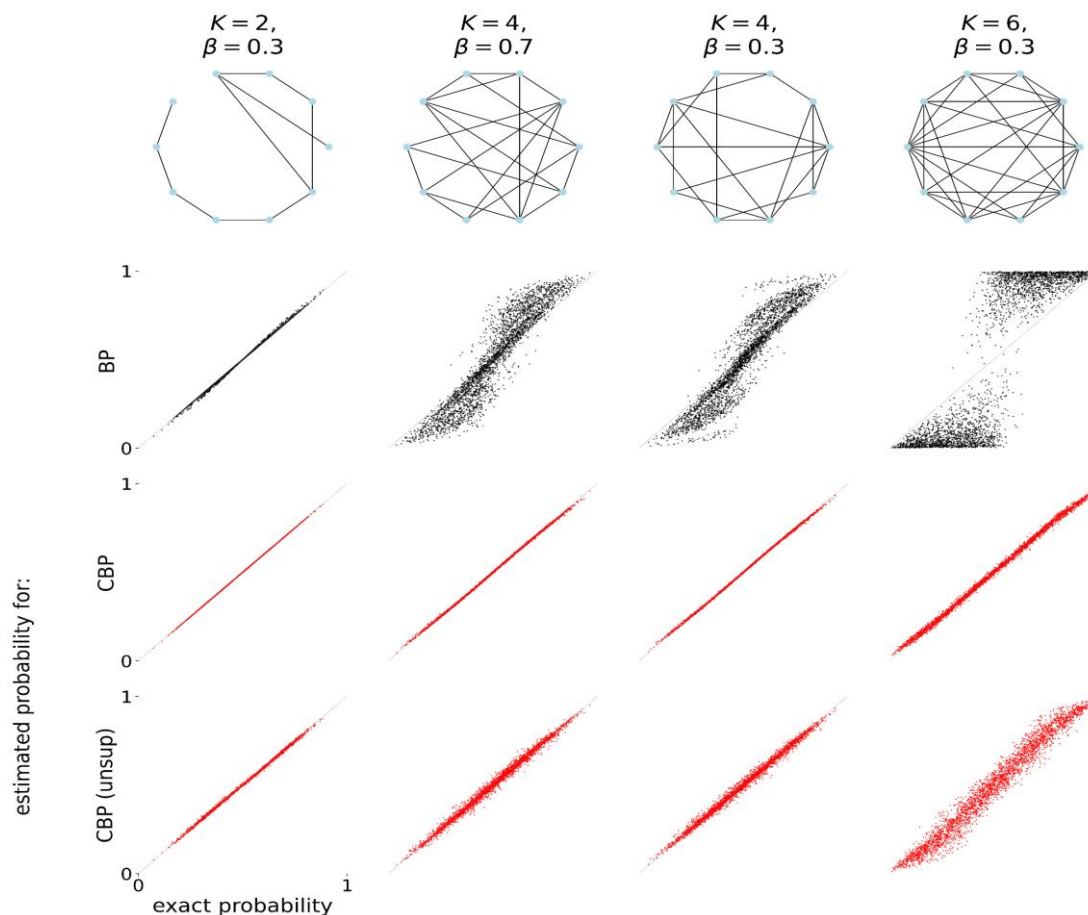 K = 2,
β = 0.3
K = 4,
β = 0.7
K = 4,
β = 0.3
K = 6,
β = 0.3
estimated probability for:
BP
1
0
CBP
1
0
CBP (unsup)
1
0
0
1
exact probability